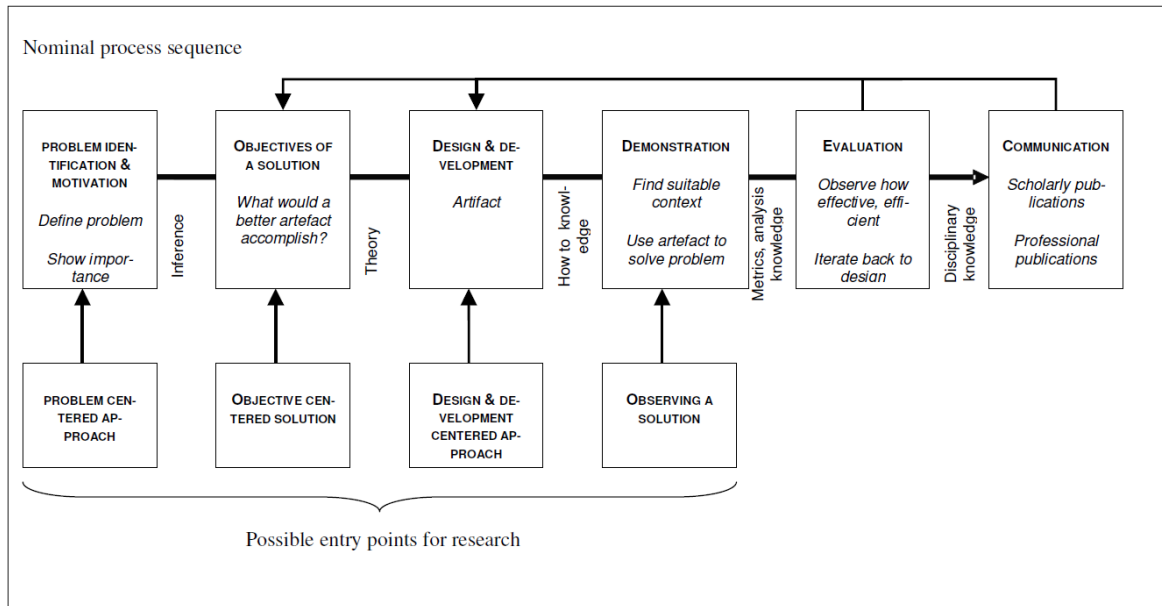 Nominal process sequence
PROBLEM IDEN-
TIFICATION &
MOTIVATION
Define problem
Show impor-
tance
Inference
OBJECTIVES OF
A SOLUTION
What would a
better artefact
accomplish?
Theory
DESIGN & DE-
VELOPMENT
Artifact
How to knowl-
edge
DEMONSTRATION
Find suitable
context
Use artefact to
solve problem
Metrics, analysis
knowledge
EVALUATION
Observe how
effective, effi-
cient
Iterate back to
design
Disciplinary
knowledge
COMMUNICATION
Scholarly pub-
lications
Professional
publications
PROBLEM CEN-
TERED AP-
PROACH
OBJECTIVE CEN-
TERED SOLUTION
DESIGN & DE-
VELOPMENT
CENTERED AP-
PROACH
OBSERVING A
SOLUTION
Possible entry points for research